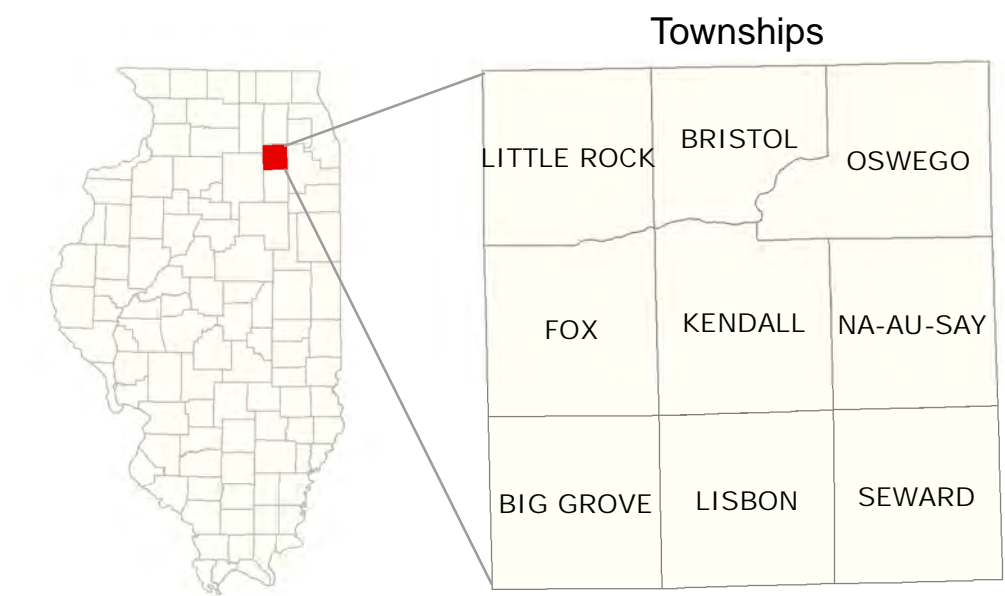 Townships
LITTLE ROCK
BRISTOL
OSWEGO
FOX
KENDALL
NA-AU-SAY
BIG GROVE
LISBON
SEWARD